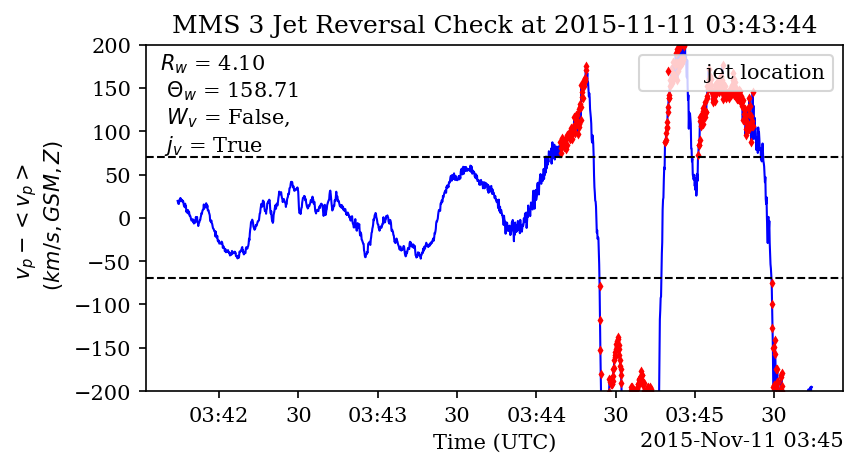 MMS 3 Jet Reversal Check at 2015-11-11 03:43:44
R_w = 4.10
Θ_w = 158.71
W_v = False,
j_v = True
jet location
v_p − < v_p >
(km/s, GSM, Z)
200
150
100
50
0
−50
−100
−150
−200
03:42 30 03:43 30 03:44 30 03:45 30
Time (UTC)
2015-Nov-11 03:45